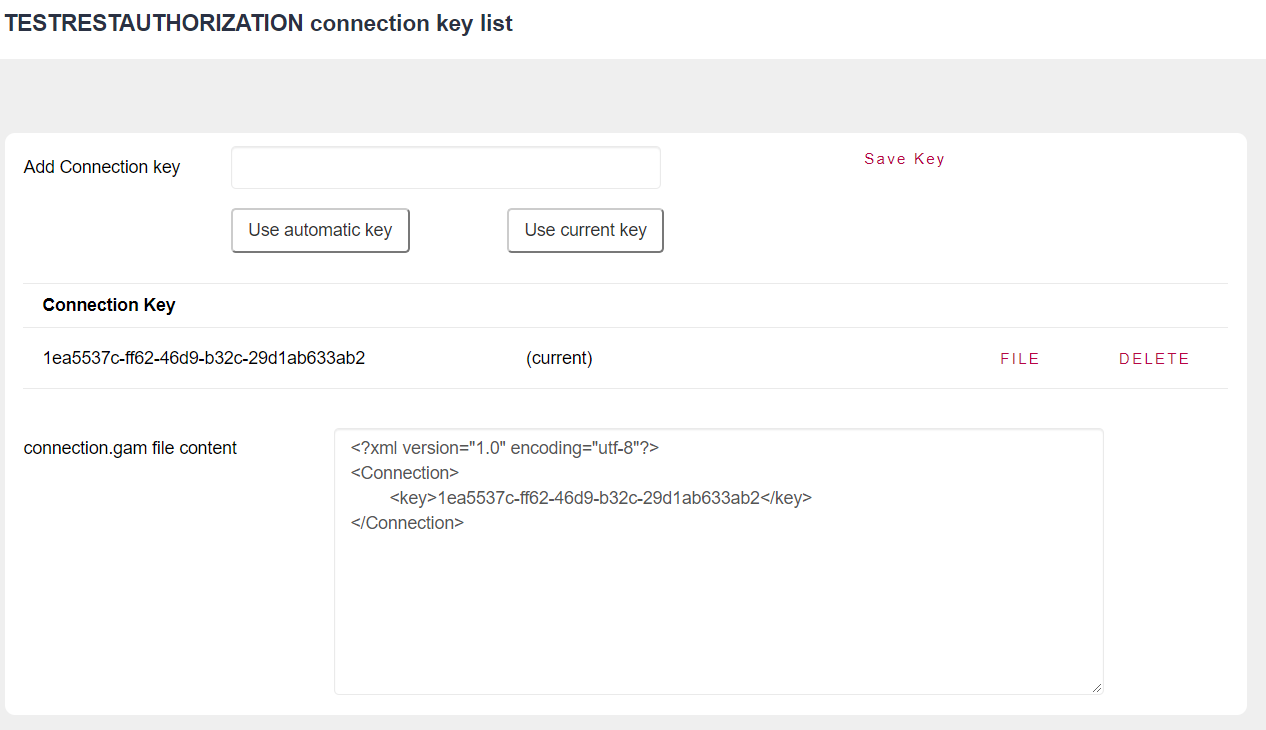 TESTRESTAUTHORIZATION connection key list
Add Connection key
Save Key
Use automatic key
Use current key
Connection Key
1ea5537c-ff62-46d9-b32c-29d1ab633ab2 (current) FILE DELETE
connection.gam file content
<?xml version="1.0" encoding="utf-8"?>
<Connection>
<key>1ea5537c-ff62-46d9-b32c-29d1ab633ab2</key>
</Connection>